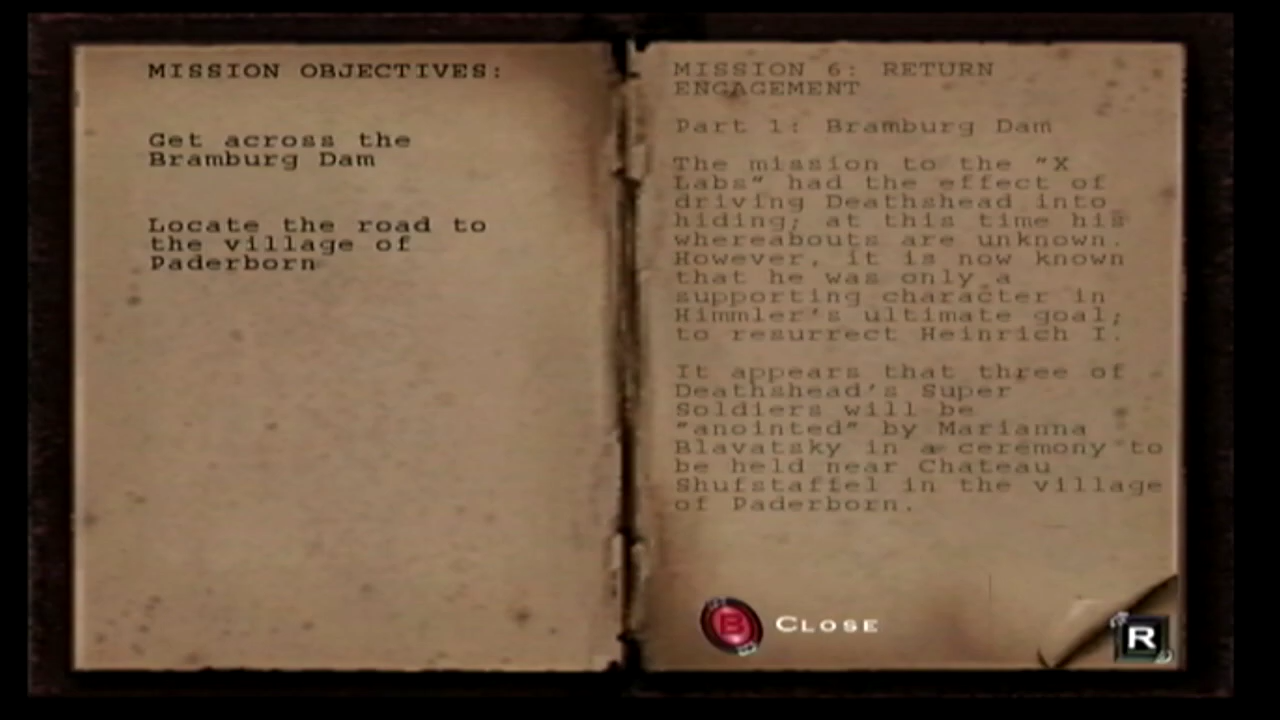 MISSION OBJECTIVES:
Get across the
Bramburg Dam
Locate the road to
the village of
Paderborn
MISSION 6: RETURN
ENGAGEMENT
Part 1: Bramburg Dam
The mission to the "X
Labs" had the effect of
driving Deathshead into
hiding; at this time his
whereabouts are unknown.
However, it is now known
that he was only a
supporting character in
Himmler's ultimate goal;
to resurrect Heinrich I.
It appears that three of
Deathshead's Super
Soldiers will be
"anointed" by Marianna
Blavatsky in a ceremony to
be held near Chateau
Shufstaffel in the village
of Paderborn.
B CLOSE
R